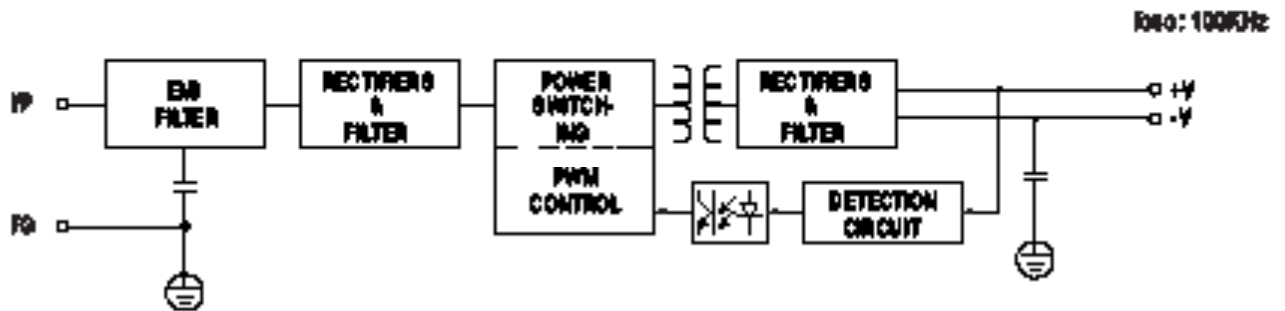 fosc: 100KHz
I/P
EMI
FILTER
RECTIFIERS
&
FILTER
POWER
SWITCH-
ING
RECTIFIERS
&
FILTER
+V
-V
PWM
CONTROL
DETECTION
CIRCUIT
FG